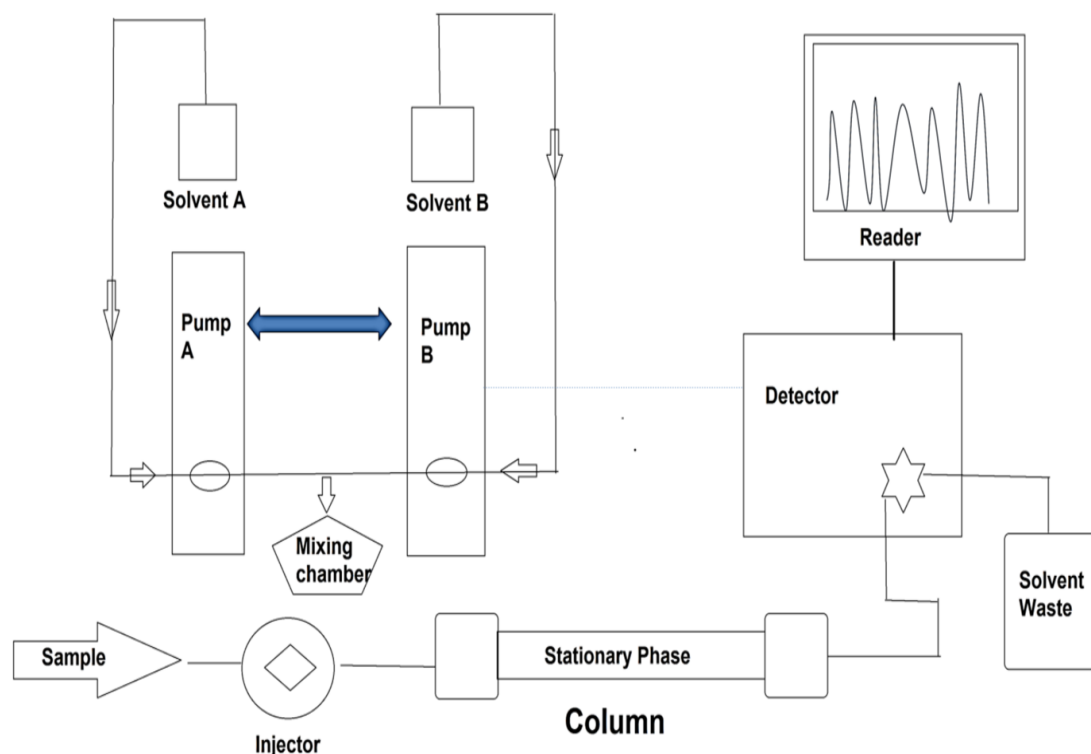 Solvent A
Solvent B
Reader
Pump
A
Pump
B
Detector
Mixing
chamber
Solvent
Waste
Sample
Stationary Phase
Column
Injector